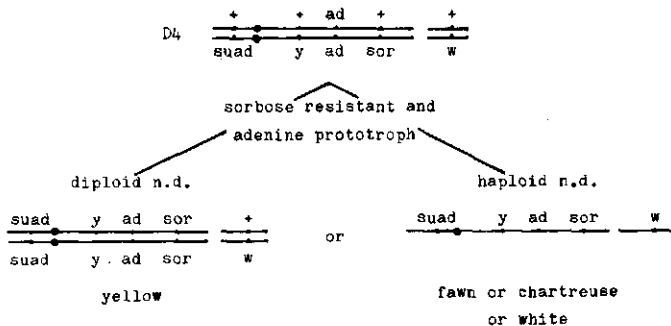 + + ad + +
D4
suad y ad sor w
sorbose resistant and
adenine prototroph
diploid n.d. haploid n.d.
suad y ad sor + suad y ad sor w
or
suad y . ad sor w
yellow fawn or chartreuse
or white